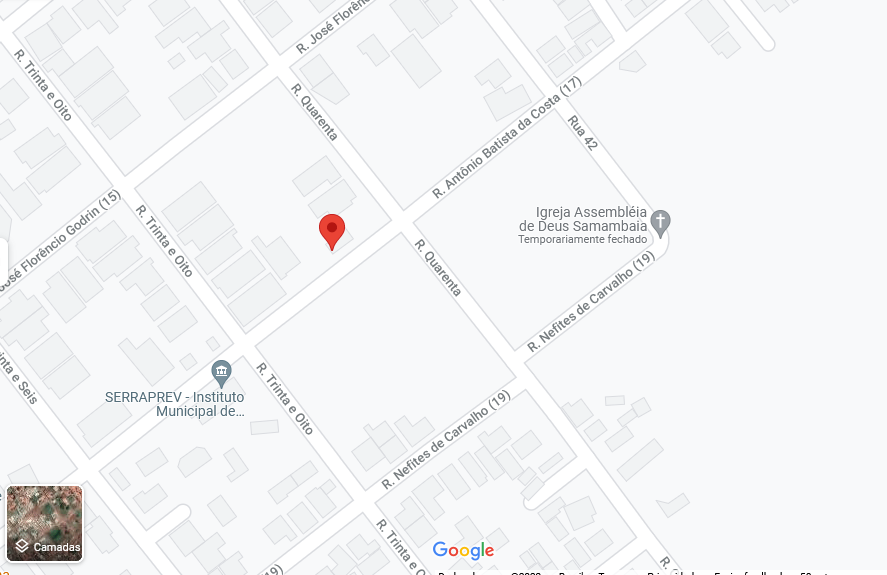 R. José Florênc
R. Trinta e Oito
R. Quarenta
R. Antônio Batista da Costa (17)
Rua 42
José Florêncio Godrin (15)
R. Trinta e Oito
Igreja Assembléia
de Deus Samambaia
Temporariamente fechado
R. Quarenta
R. Nefites de Carvalho (19)
inta e Seis
SERRAPREV - Instituto
Municipal de...
R. Trinta e Oito
R. Nefites de Carvalho (19)
Camadas
R. Trinta e O
Google
(19)
R.